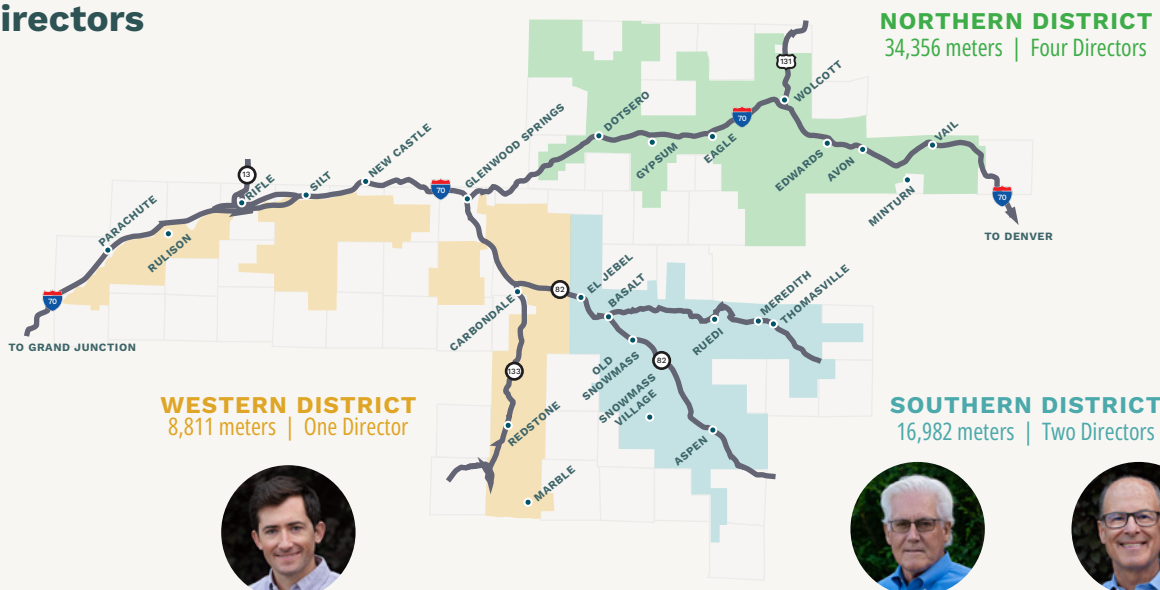 irectors
NORTHERN DISTRICT
34,356 meters | Four Directors
131
WOLCOTT
70
DOTSERO
GYPSUM
EAGLE
EDWARDS
AVON
VAIL
MINTURN
70
TO DENVER
GLENWOOD SPRINGS
70
NEW CASTLE
SILT
13
RIFLE
PARACHUTE
RULISON
70
TO GRAND JUNCTION
CARBONDALE
82
EL JEBEL
BASALT
MEREDITH
THOMASVILLE
RUEDI
OLD
SNOWMASS
82
SNOWMASS
VILLAGE
ASPEN
133
REDSTONE
MARBLE
WESTERN DISTRICT
8,811 meters | One Director
SOUTHERN DISTRICT
16,982 meters | Two Directors